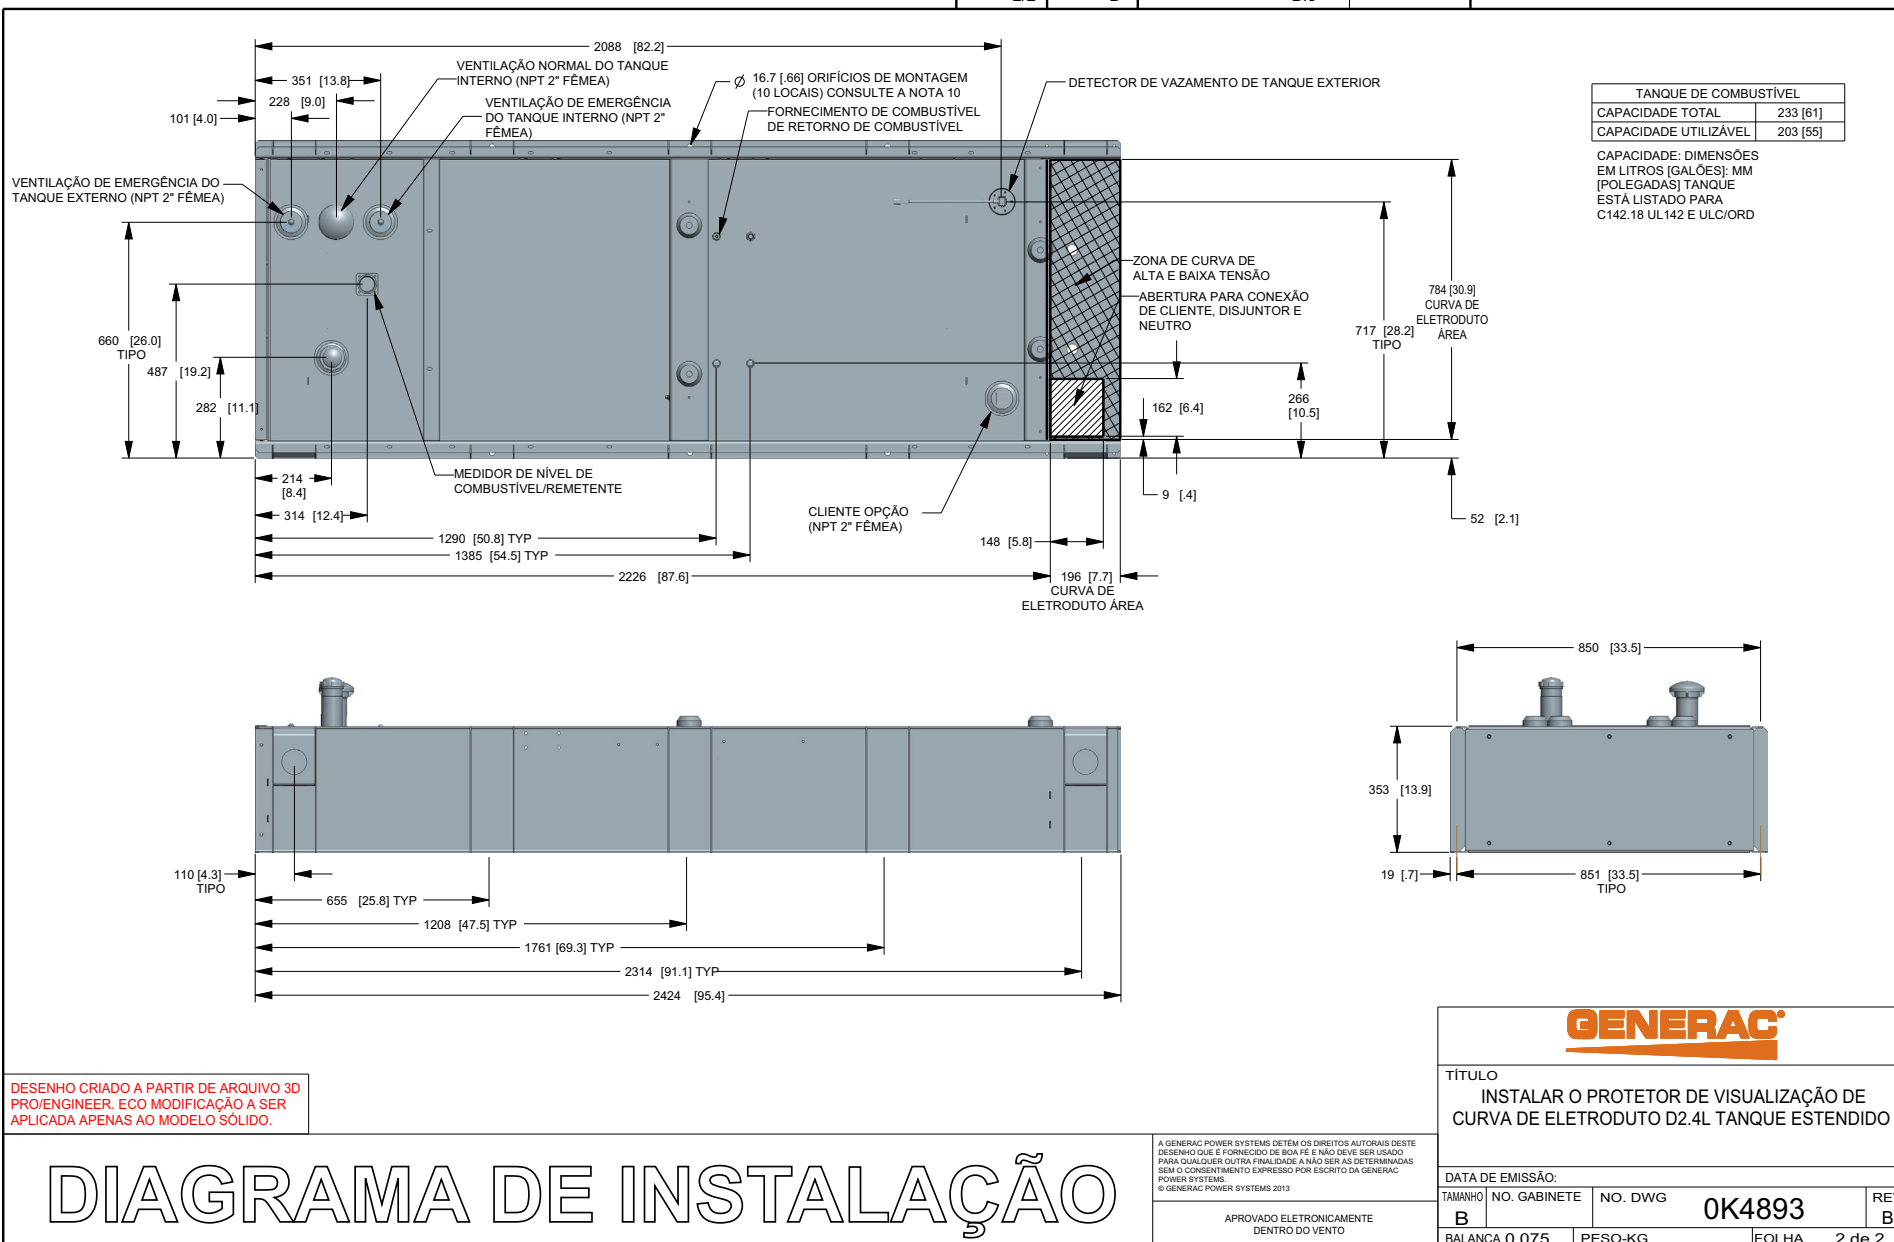 2088 [82.2]
351 [13.8]
228 [9.0]
101 [4.0]
VENTILAÇÃO NORMAL DO TANQUE
INTERNO (NPT 2" FÊMEA)
VENTILAÇÃO DE EMERGÊNCIA
DO TANQUE INTERNO (NPT 2"
FÊMEA)
Ø 16.7 [.66] ORIFÍCIOS DE MONTAGEM
(10 LOCAIS) CONSULTE A NOTA 10
FORNECIMENTO DE COMBUSTÍVEL
DE RETORNO DE COMBUSTÍVEL
DETECTOR DE VAZAMENTO DE TANQUE EXTERIOR
TANQUE DE COMBUSTÍVEL
CAPACIDADE TOTAL 233 [61]
CAPACIDADE UTILIZÁVEL 203 [55]
CAPACIDADE: DIMENSÕES
EM LITROS [GALÕES]: MM
[POLEGADAS] TANQUE
ESTÁ LISTADO PARA
C142.18 UL142 E ULC/ORD
VENTILAÇÃO DE EMERGÊNCIA DO
TANQUE EXTERNO (NPT 2" FÊMEA)
ZONA DE CURVA DE
ALTA E BAIXA TENSÃO
ABERTURA PARA CONEXÃO
DE CLIENTE, DISJUNTOR E
NEUTRO
784 [30.9]
CURVA DE
ELETRODUTO
ÁREA
717 [28.2]
TIPO
660 [26.0]
TIPO
487 [19.2]
282 [11.1]
162 [6.4]
266
[10.5]
214
[8.4]
314 [12.4]
MEDIDOR DE NÍVEL DE
COMBUSTÍVEL/REMETENTE
CLIENTE OPÇÃO
(NPT 2" FÊMEA)
9 [.4]
52 [2.1]
1290 [50.8] TYP
1385 [54.5] TYP
148 [5.8]
2226 [87.6]
196 [7.7]
CURVA DE
ELETRODUTO ÁREA
850 [33.5]
353 [13.9]
19 [.7]
851 [33.5]
TIPO
110 [4.3]
TIPO
655 [25.8] TYP
1208 [47.5] TYP
1761 [69.3] TYP
2314 [91.1] TYP
2424 [95.4]
GENERAC
TÍTULO
INSTALAR O PROTETOR DE VISUALIZAÇÃO DE
CURVA DE ELETRODUTO D2.4L TANQUE ESTENDIDO
DESENHO CRIADO A PARTIR DE ARQUIVO 3D
PRO/ENGINEER. ECO MODIFICAÇÃO A SER
APLICADA APENAS AO MODELO SÓLIDO.
DIAGRAMA DE INSTALAÇÃO
A GENERAC POWER SYSTEMS DETÉM OS DIREITOS AUTORAIS DESTE
DESENHO QUE É FORNECIDO DE BOA FÉ E NÃO DEVE SER USADO
PARA QUALQUER OUTRA FINALIDADE A NÃO SER AS DETERMINADAS
SEM O CONSENTIMENTO EXPRESSO POR ESCRITO DA GENERAC
POWER SYSTEMS.
© GENERAC POWER SYSTEMS 2013
APROVADO ELETRONICAMENTE
DENTRO DO VENTO
DATA DE EMISSÃO:
TAMANHO
B
NO. GABINETE
NO. DWG
0K4893
B
BALANÇA 0.075
PESO-KG
FOLHA 2 de 2